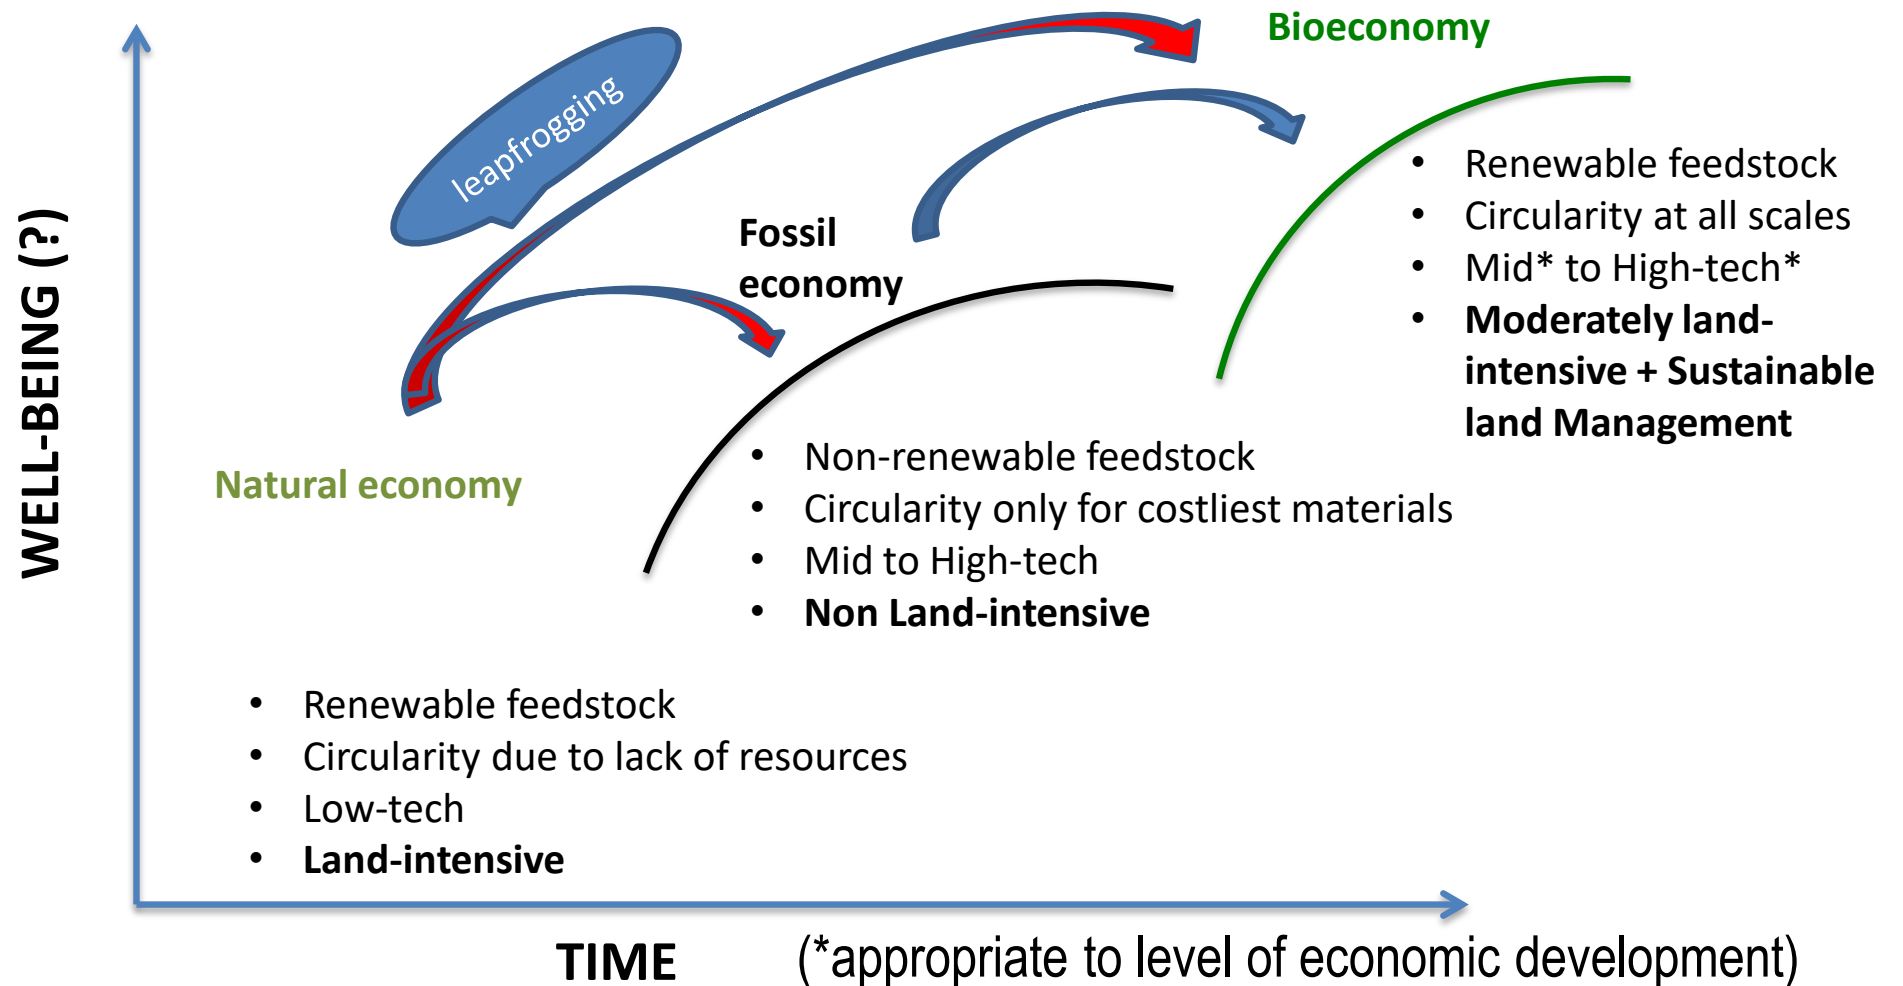 Bioeconomy
leapfrogging
• Renewable feedstock
• Circularity at all scales
• Mid* to High-tech*
• Moderately land-
intensive + Sustainable
land Management
Fossil
economy
WELL-BEING (?)
Natural economy
• Non-renewable feedstock
• Circularity only for costliest materials
• Mid to High-tech
• Non Land-intensive
• Renewable feedstock
• Circularity due to lack of resources
• Low-tech
• Land-intensive
TIME
(*appropriate to level of economic development)